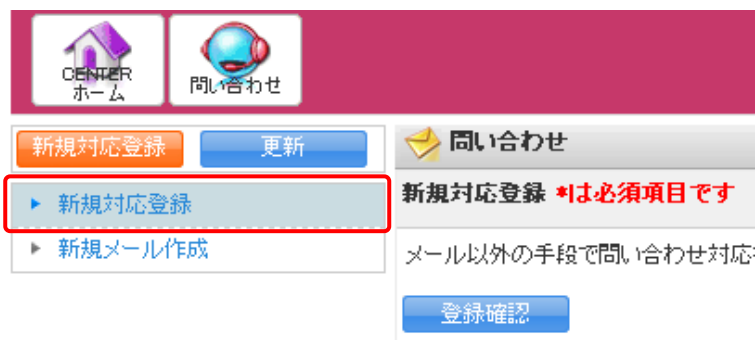 CENTER
ホーム
問い合わせ
新規対応登録
更新
新規対応登録
新規メール作成
問い合わせ
新規対応登録 *は必須項目です
メール以外の手段で問い合わせ対応
登録確認